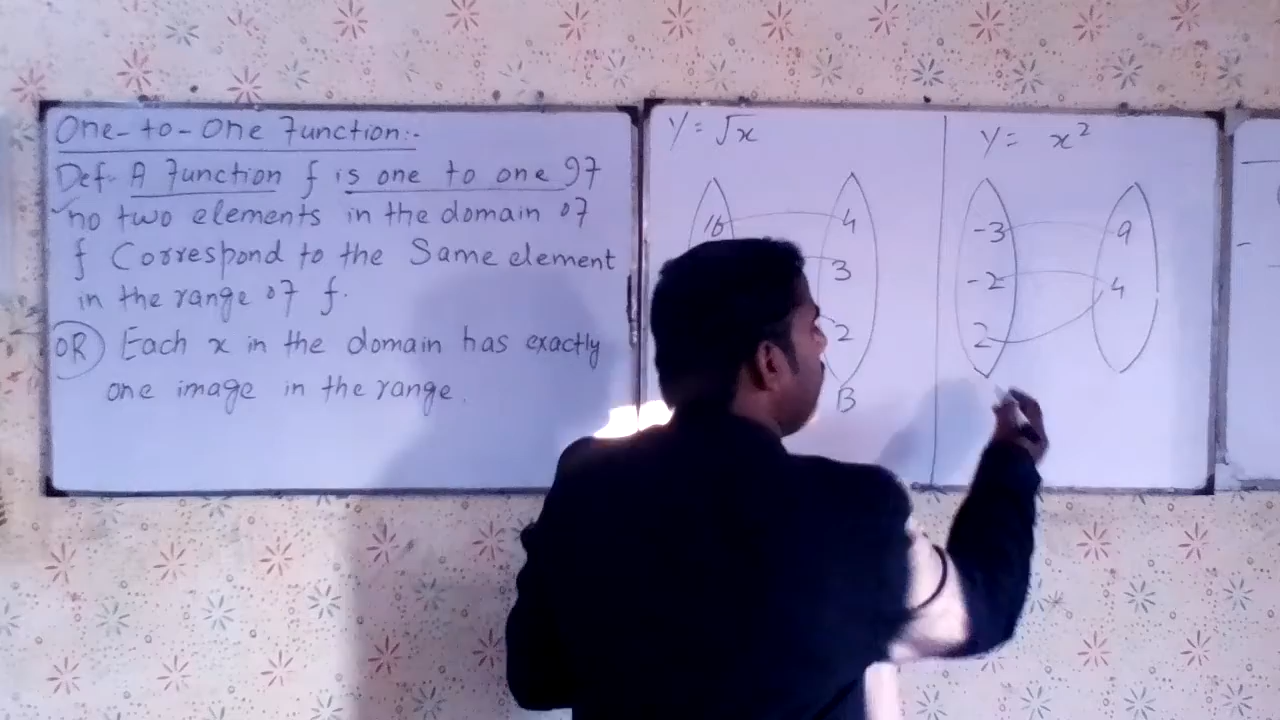 One-to-One Function:-
Def- A Function f is one to one If
no two elements in the domain of
f Correspond to the Same element
in the range of f.
OR Each x in the domain has exactly
one image in the range.
Y = √x
16 4
3
2
B
Y = x²
-3 9
-2 4
2